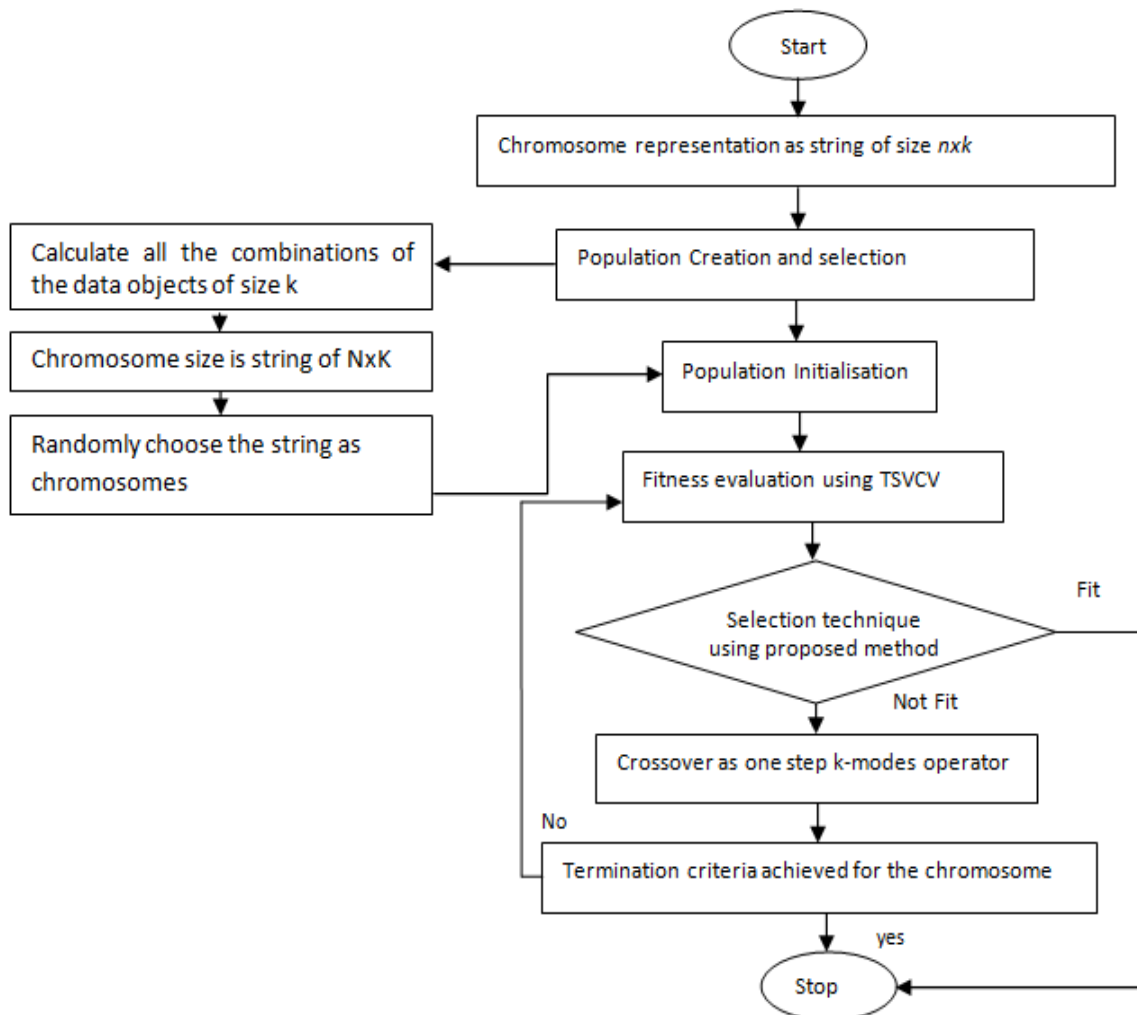 Start
Chromosome representation as string of size nxk
Population Creation and selection
Calculate all the combinations of
the data objects of size k
Chromosome size is string of NxK
Randomly choose the string as
chromosomes
Population Initialisation
Fitness evaluation using TSVCV
Selection technique
using proposed method
Fit
Not Fit
Crossover as one step k-modes operator
No
Termination criteria achieved for the chromosome
yes
Stop